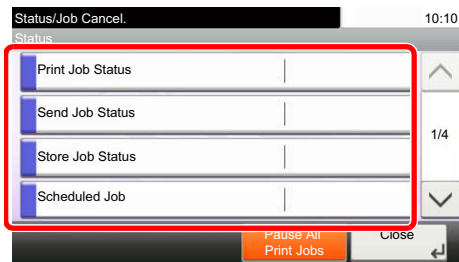 Status/Job Cancel.
10:10
Status
Print Job Status
Send Job Status
1/4
Store Job Status
Scheduled Job
Pause All
Print Jobs
Close